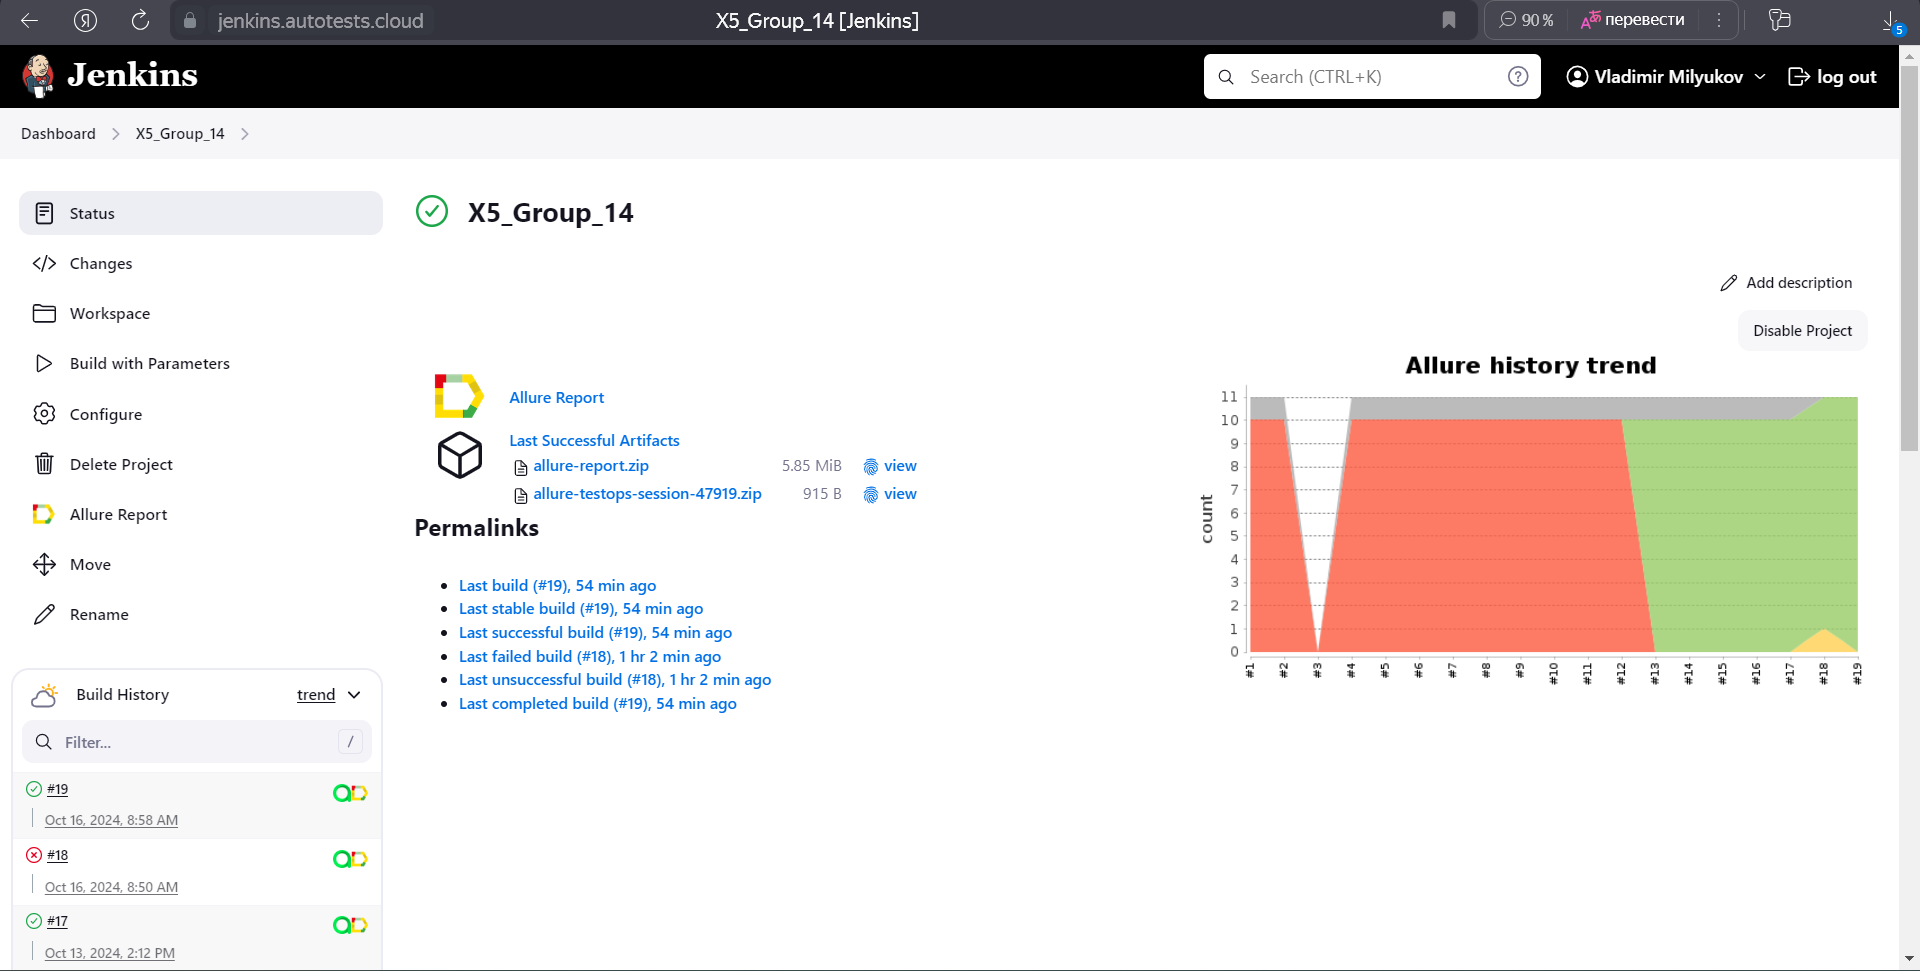 jenkins.autotests.cloud
X5_Group_14 [Jenkins]
90 %
перевести
5
Jenkins
Search (CTRL+K)
Vladimir Milyukov
log out
Dashboard
X5_Group_14
Status
Changes
Workspace
Build with Parameters
Configure
Delete Project
Allure Report
Move
Rename
Build History
trend
Filter...
/
#19
Oct 16, 2024, 8:58 AM
#18
Oct 16, 2024, 8:50 AM
#17
Oct 13, 2024, 2:12 PM
X5_Group_14
Add description
Disable Project
Allure Report
Last Successful Artifacts
allure-report.zip 5.85 MiB view
allure-testops-session-47919.zip 915 B view
Permalinks
Last build (#19), 54 min ago
Last stable build (#19), 54 min ago
Last successful build (#19), 54 min ago
Last failed build (#18), 1 hr 2 min ago
Last unsuccessful build (#18), 1 hr 2 min ago
Last completed build (#19), 54 min ago
Allure history trend
count
11
10
9
8
7
6
5
4
3
2
1
0
#1 #2 #3 #4 #5 #6 #7 #8 #9 #10 #11 #12 #13 #14 #15 #16 #17 #18 #19